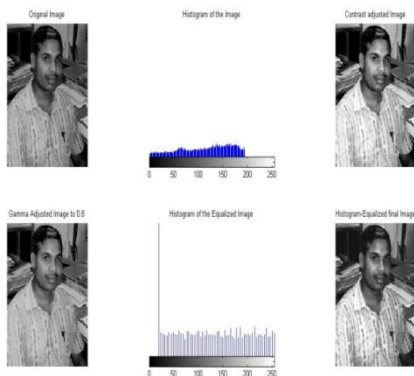 Original Image
Histogram of the Image
Contrast adjusted Image
0 50 100 150 200 250
Gamma Adjusted Image to 0.8
Histogram of the Equalized Image
Histogram-Equalized final Image
0 50 100 150 200 250